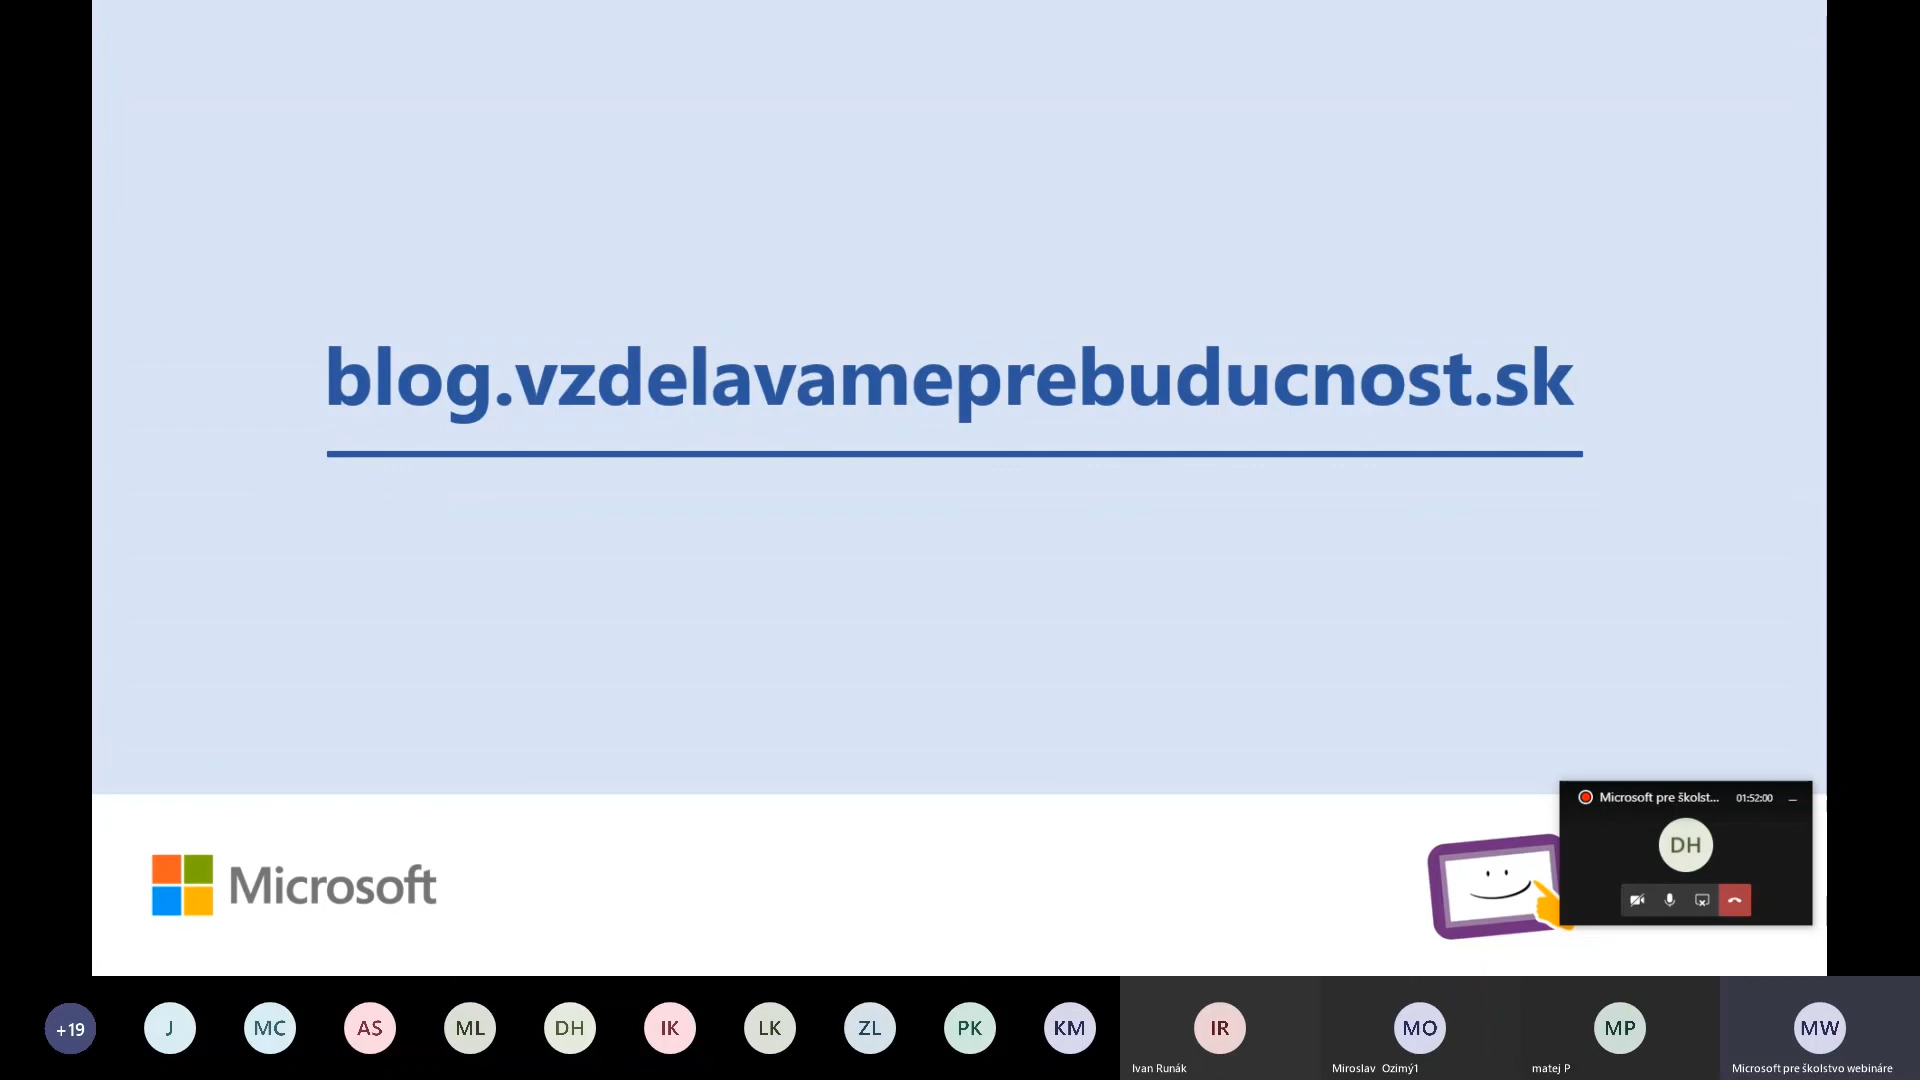 blog.vzdelavameprebuducnost.sk
Microsoft
Microsoft pre školst... 01:52:00
DH
+19 J MC AS ML DH IK LK ZL PK KM IR MO MP MW
Ivan Runák Miroslav Ozimý1 matej P Microsoft pre školstvo webináre